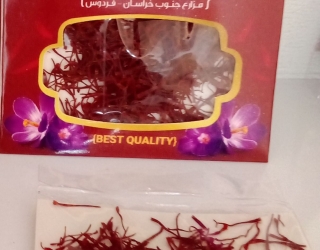 [ مزارع جنوب خراسان - فردوس ]
{BEST QUALITY}